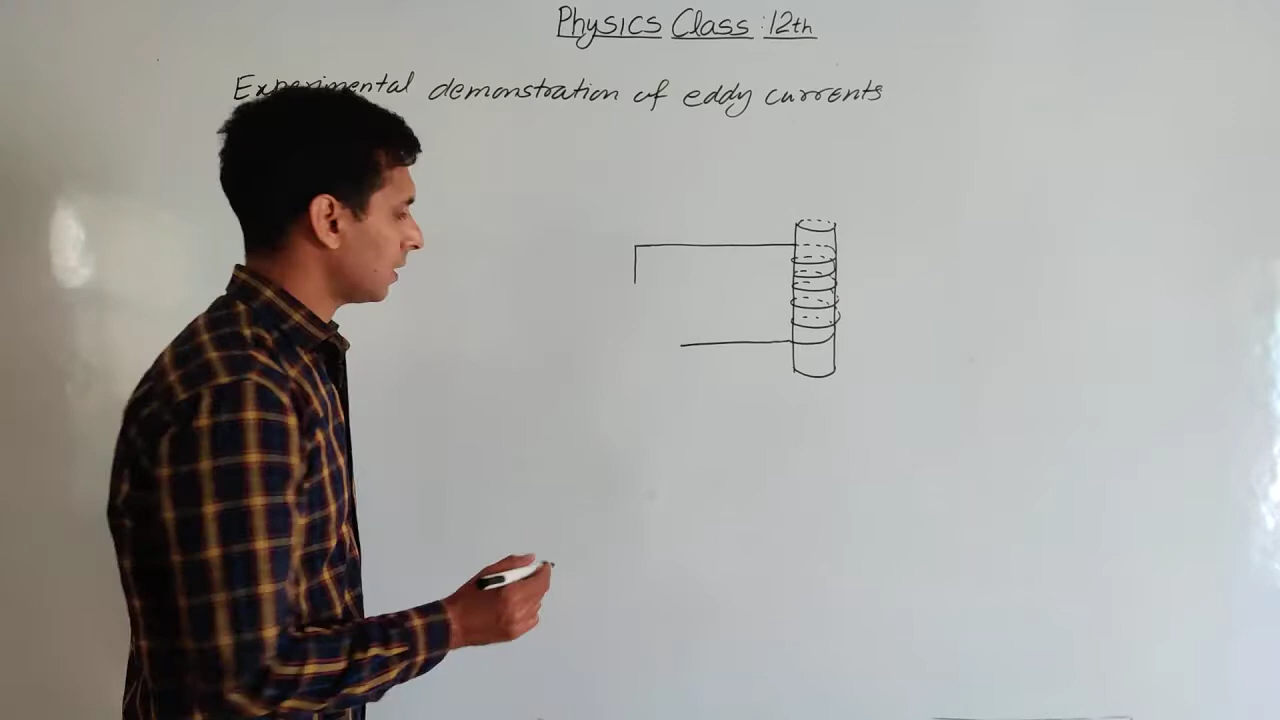 Physics Class : 12th
Experimental demonstration of eddy currents